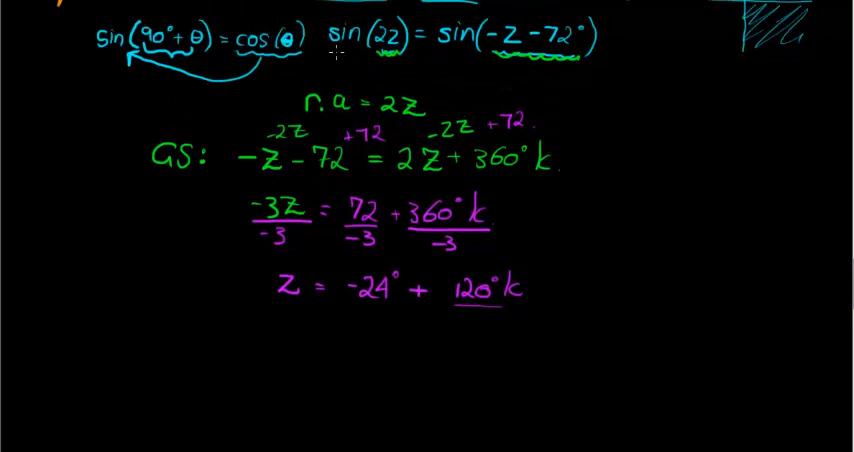 sin(90° + θ) = cos(θ) sin(2z) = sin(-z - 72°)
r.a = 2z
-2z +72 -2z +72.
GS: -z - 72 = 2z + 360°k.
-3z = 72 + 360°k.
-3 -3 -3
z = -24° + 120°k